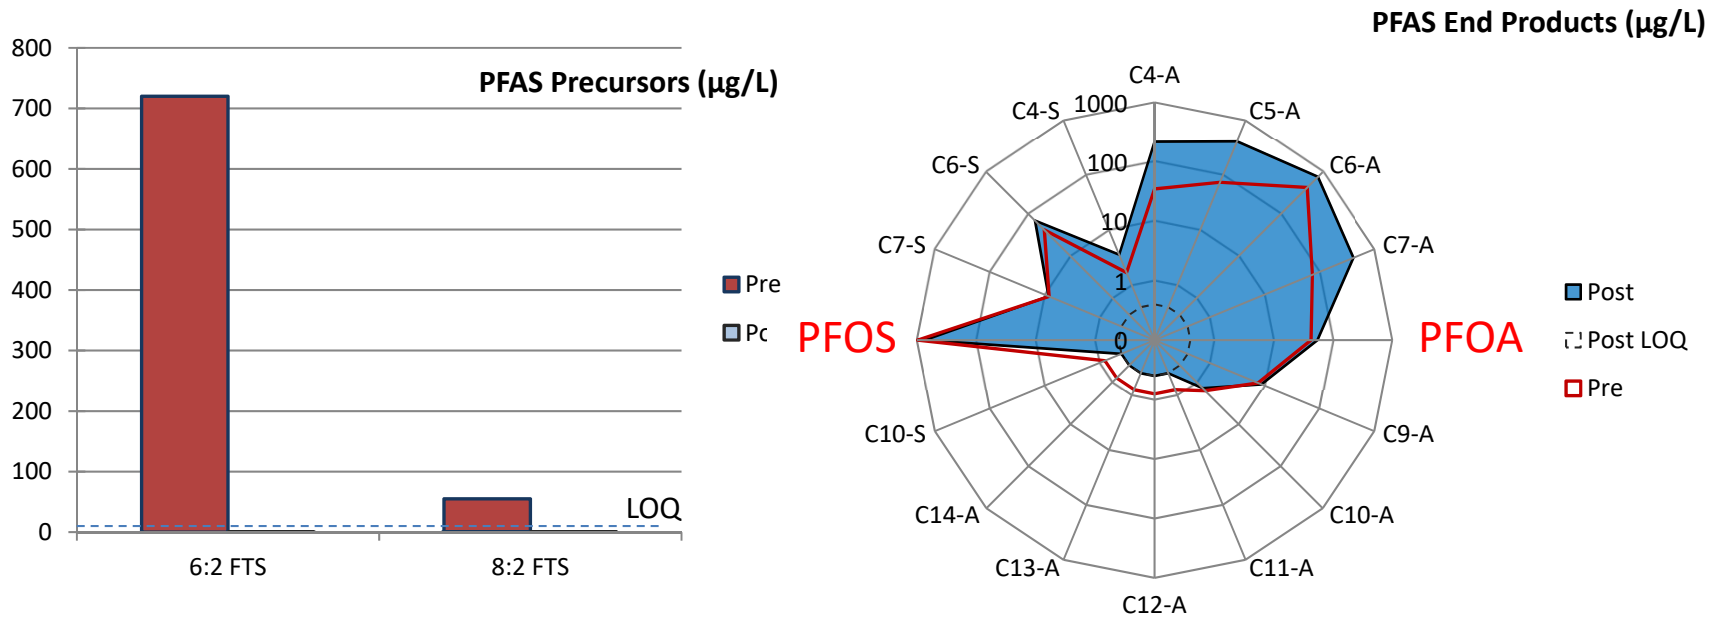 PFAS Precursors (µg/L)
800
700
600
500
400
300
200
100
0
LOQ
6:2 FTS
8:2 FTS
Pre
Pc
PFAS End Products (µg/L)
C4-A
C5-A
C6-A
C7-A
PFOA
C9-A
C10-A
C11-A
C12-A
C13-A
C14-A
C10-S
PFOS
C7-S
C6-S
C4-S
1000
100
10
1
0
Post
Post LOQ
Pre